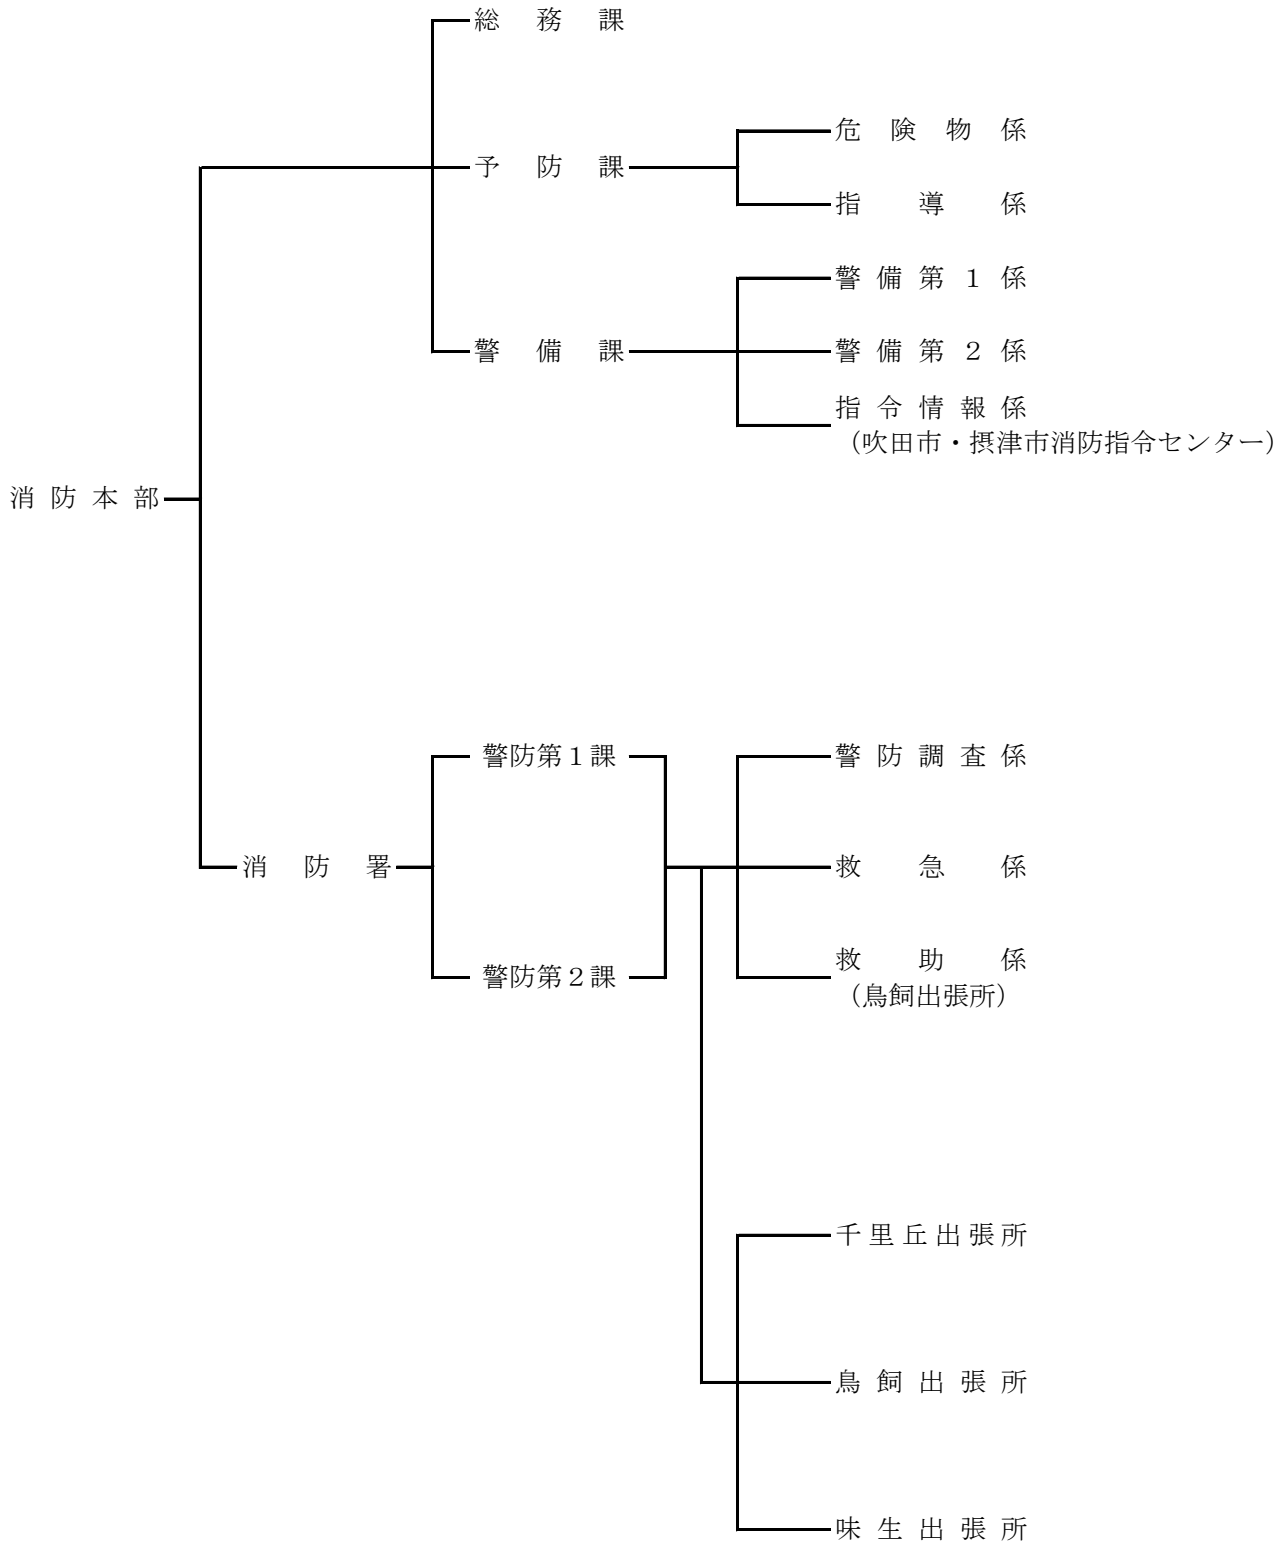 総務課
危険物係
予防課
指導係
警備第１係
警備課
警備第２係
指令情報係
（吹田市・摂津市消防指令センター）
消防本部
警防第１課
警防調査係
消防署
救急係
救助係
（鳥飼出張所）
警防第２課
千里丘出張所
鳥飼出張所
味生出張所